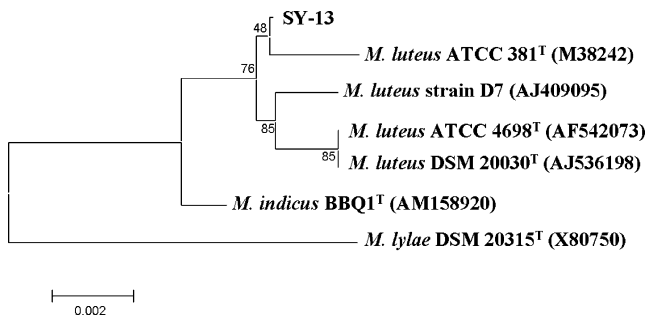 SY-13
48
M. luteus ATCC 381T (M38242)
76
M. luteus strain D7 (AJ409095)
85
M. luteus ATCC 4698T (AF542073)
85
M. luteus DSM 20030T (AJ536198)
M. indicus BBQ1T (AM158920)
M. lylae DSM 20315T (X80750)
0.002